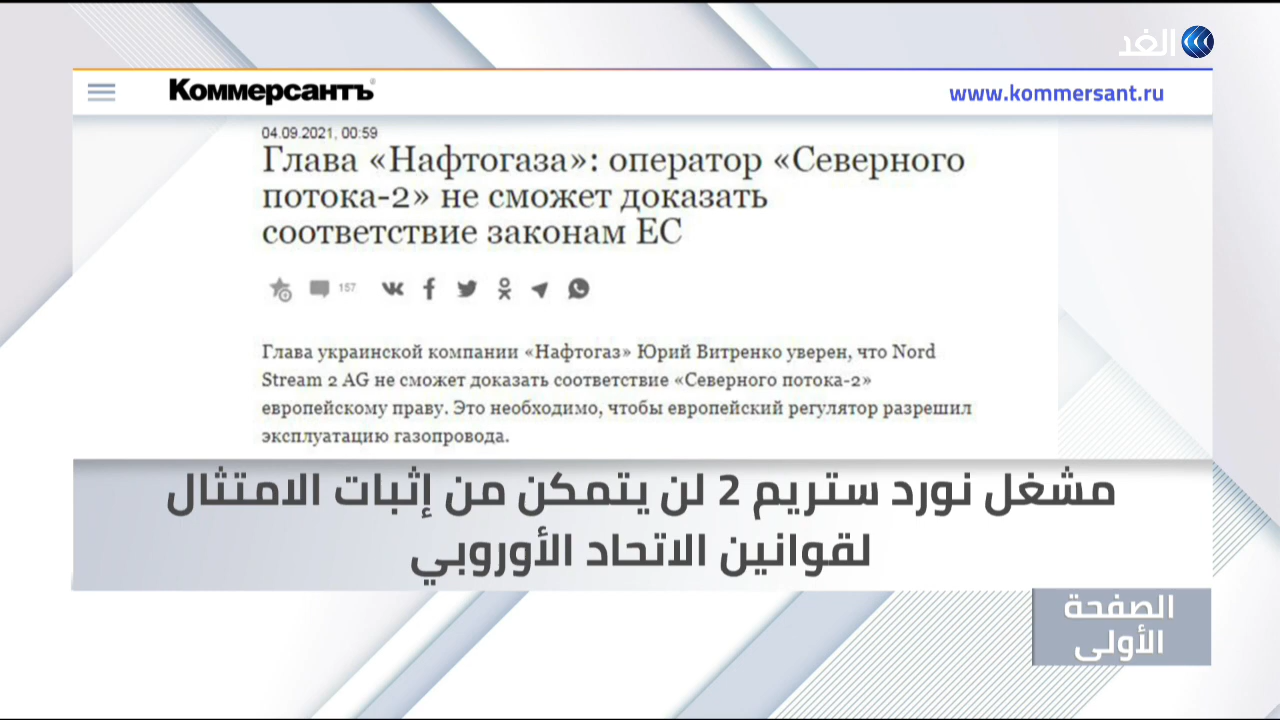 الغد
Коммерсантъ®
www.kommersant.ru
04.09.2021, 00:59
Глава «Нафтогаза»: оператор «Северного
потока-2» не сможет доказать
соответствие законам ЕС
157
Глава украинской компании «Нафтогаз» Юрий Витренко уверен, что Nord
Stream 2 AG не сможет доказать соответствие «Северного потока-2»
европейскому праву. Это необходимо, чтобы европейский регулятор разрешил
эксплуатацию газопровода.
مشغل نورد ستريم 2 لن يتمكن من إثبات الامتثال
لقوانين الاتحاد الأوروبي
الصفحة
الأولى